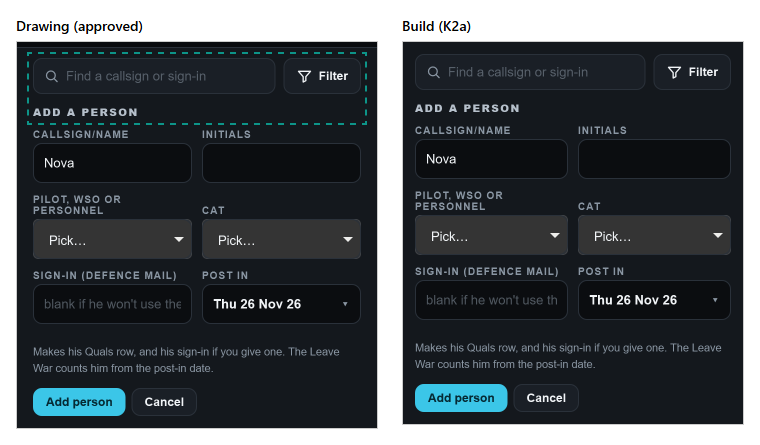 Drawing (approved)
Find a callsign or sign-in
Filter
ADD A PERSON
CALLSIGN/NAME
INITIALS
Nova
PILOT, WSO OR
PERSONNEL
CAT
Pick...
Pick...
SIGN-IN (DEFENCE MAIL)
POST IN
blank if he won't use the
Thu 26 Nov 26
Makes his Quals row, and his sign-in if you give one. The Leave
War counts him from the post-in date.
Add person
Cancel
Build (K2a)
Find a callsign or sign-in
Filter
ADD A PERSON
CALLSIGN/NAME
INITIALS
Nova
PILOT, WSO OR
PERSONNEL
CAT
Pick...
Pick...
SIGN-IN (DEFENCE MAIL)
POST IN
blank if he won't use th
Thu 26 Nov 26
Makes his Quals row, and his sign-in if you give one. The Leave
War counts him from the post-in date.
Add person
Cancel